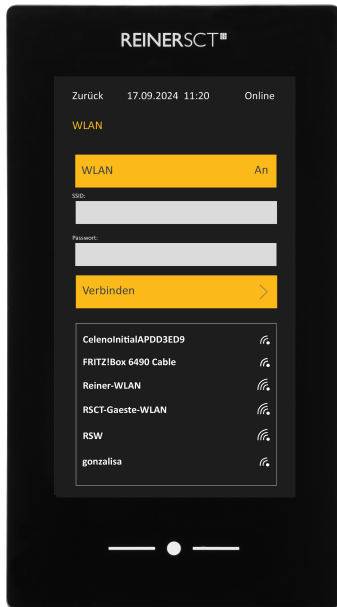 REINERSCT
Zurück 17.09.2024 11:20 Online
WLAN
WLAN An
SSID:
Passwort:
Verbinden
CelenoInitialAPDD3ED9
FRITZ!Box 6490 Cable
Reiner-WLAN
RSCT-Gaeste-WLAN
RSW
gonzalisa